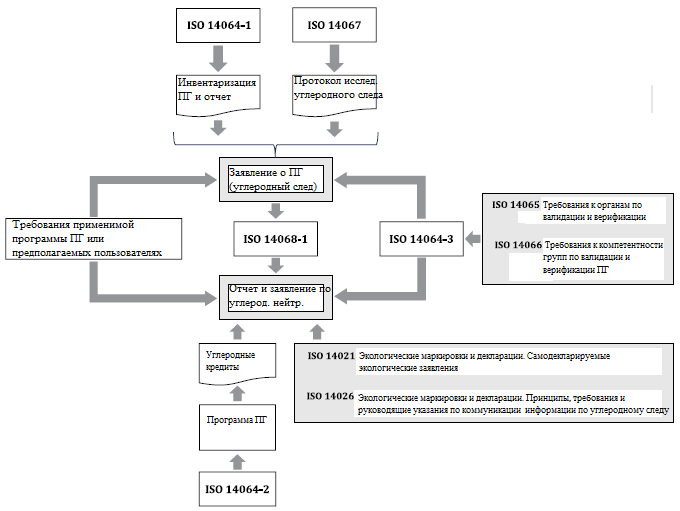 ISO 14064-1
ISO 14067
Инвентаризация
ПГ и отчет
Протокол исслед.
углеродного следа
Заявление о ПГ
(углеродный след)
Требования применимой
программы ПГ или
предполагаемых пользователях
ISO 14068-1
ISO 14064-3
ISO 14065 Требования к органам по
валидации и верификации
ISO 14066 Требования к компетентности
групп по валидации и
верификации ПГ
Отчет и заявление по
углерод. нейтр.
Углеродные
кредиты
ISO 14021 Экологические маркировки и декларации. Самодекларируемые
экологические заявления
ISO 14026 Экологические маркировки и декларации. Принципы, требования и
руководящие указания по коммуникации информации по углеродному следу
Программа ПГ
ISO 14064-2